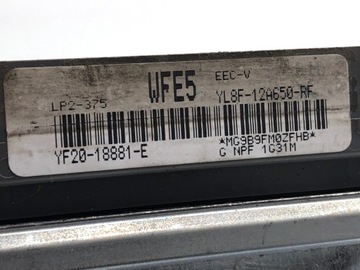 WFE5 EEC-V
LP2-375 YL8F-12A650-RF
YF20-18881-E *MG9B9FM0ZFHB*
G NPF 1G31M